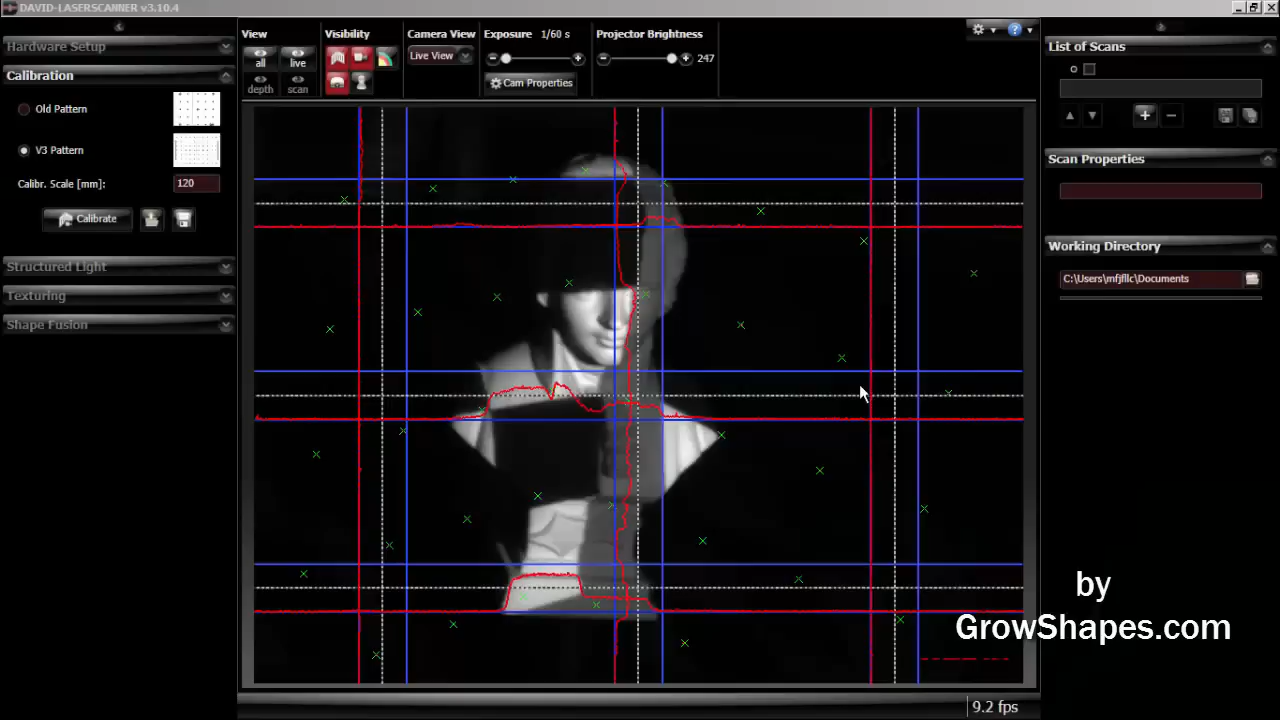 DAVID-LASERSCANNER v3.10.4
Hardware Setup
Calibration
Old Pattern
V3 Pattern
Calibr. Scale [mm]: 120
Calibrate
Structured Light
Texturing
Shape Fusion
View
all
live
depth
scan
Visibility
Camera View
Live View
Exposure 1/60 s
Cam Properties
Projector Brightness
247
List of Scans
Scan Properties
Working Directory
C:\Users\mfjfllc\Documents
by
GrowShapes.com
9.2 fps